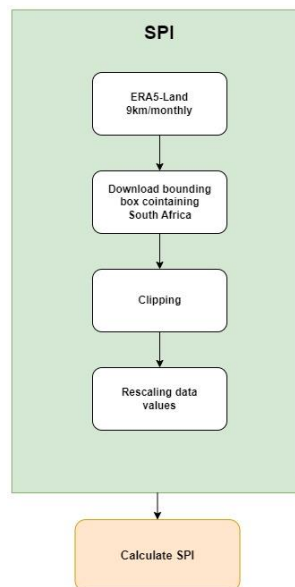 SPI
ERA5-Land
9km/monthly
Download bounding
box cointaining
South Africa
Clipping
Rescaling data
values
Calculate SPI